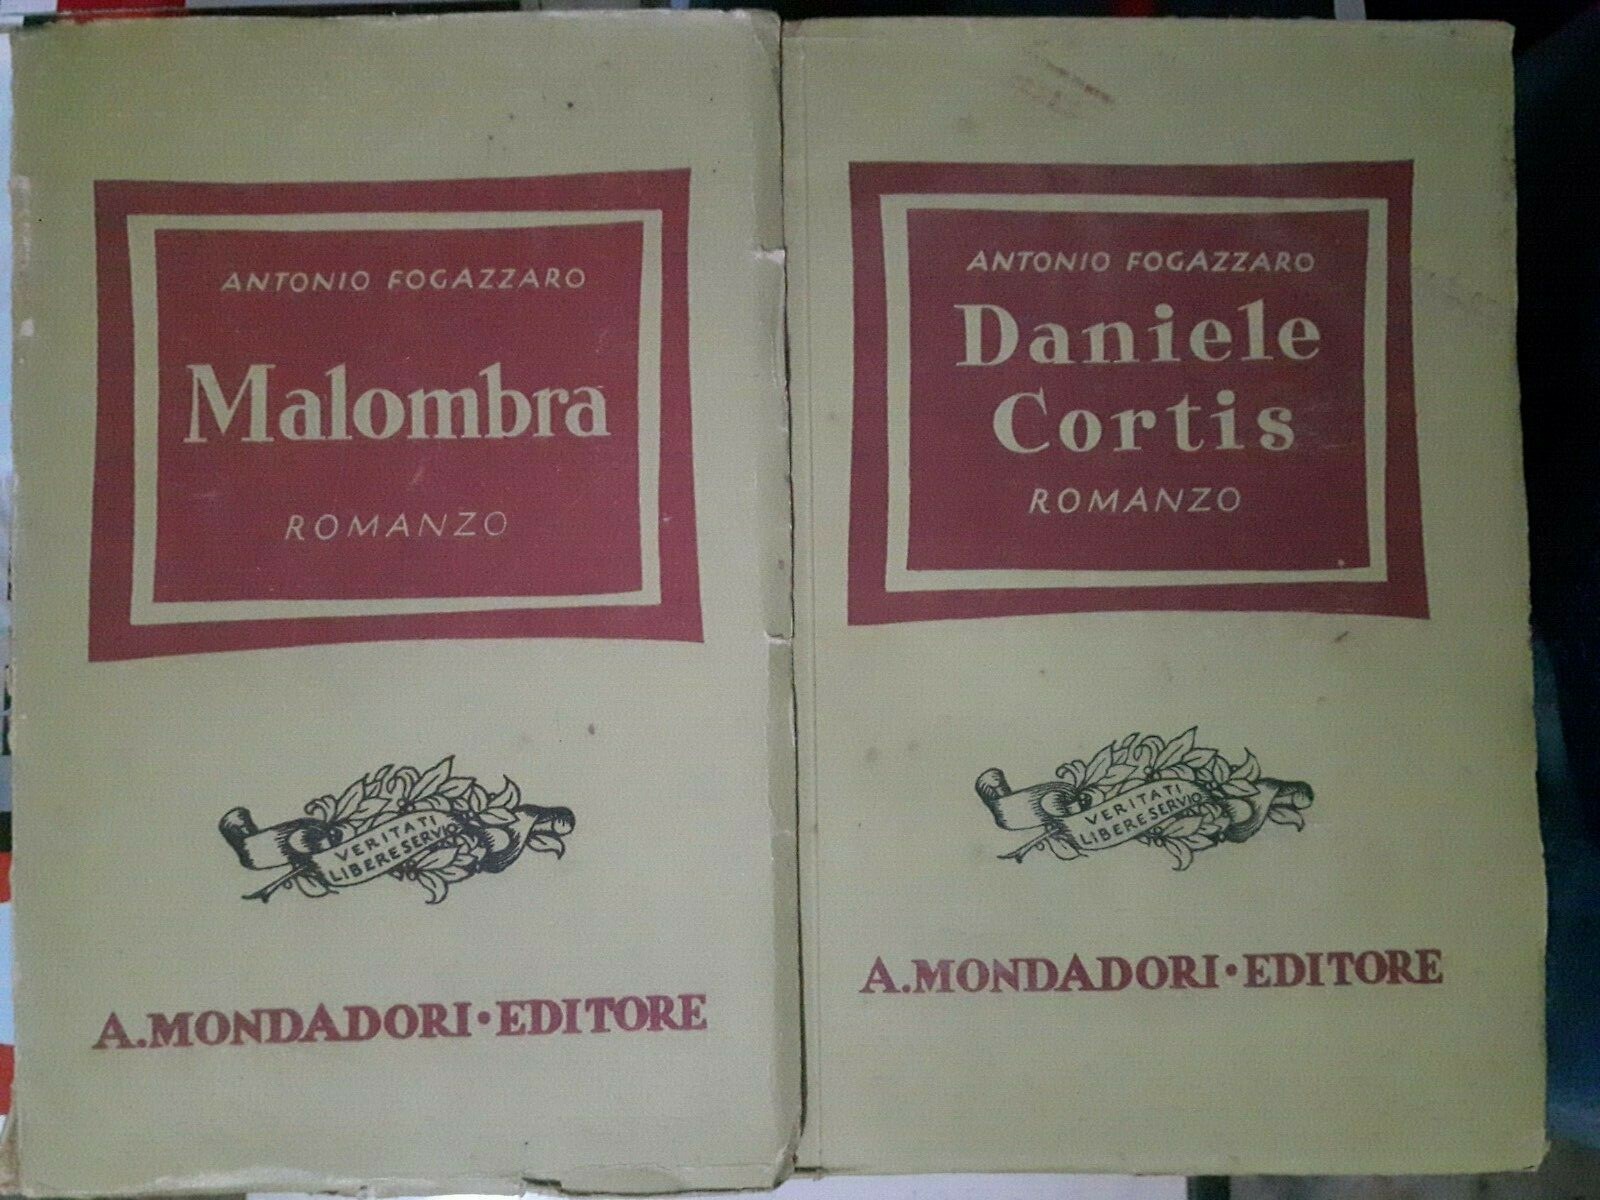 ANTONIO FOGAZZARO
Malombra
ROMANZO
VERITATI
LIBERE SERVIO
A. MONDADORI • EDITORE
ANTONIO FOGAZZARO
Daniele
Cortis
ROMANZO
VERITATI
LIBERE SERVIO
A. MONDADORI • EDITORE